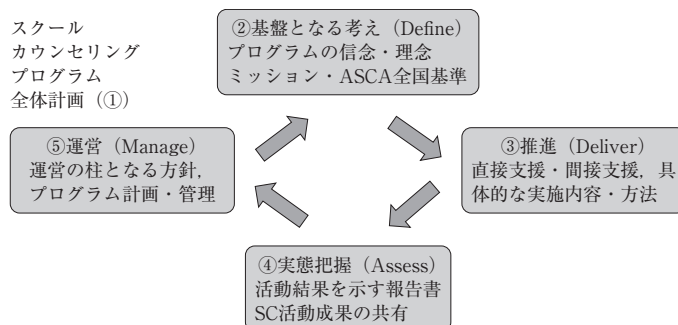 スクール
カウンセリング
プログラム
全体計画（①）
②基盤となる考え（Define）
プログラムの信念・理念
ミッション・ASCA全国基準
⑤運営（Manage）
運営の柱となる方針，
プログラム計画・管理
③推進（Deliver）
直接支援・間接支援，具
体的な実施内容・方法
④実態把握（Assess）
活動結果を示す報告書
SC活動成果の共有